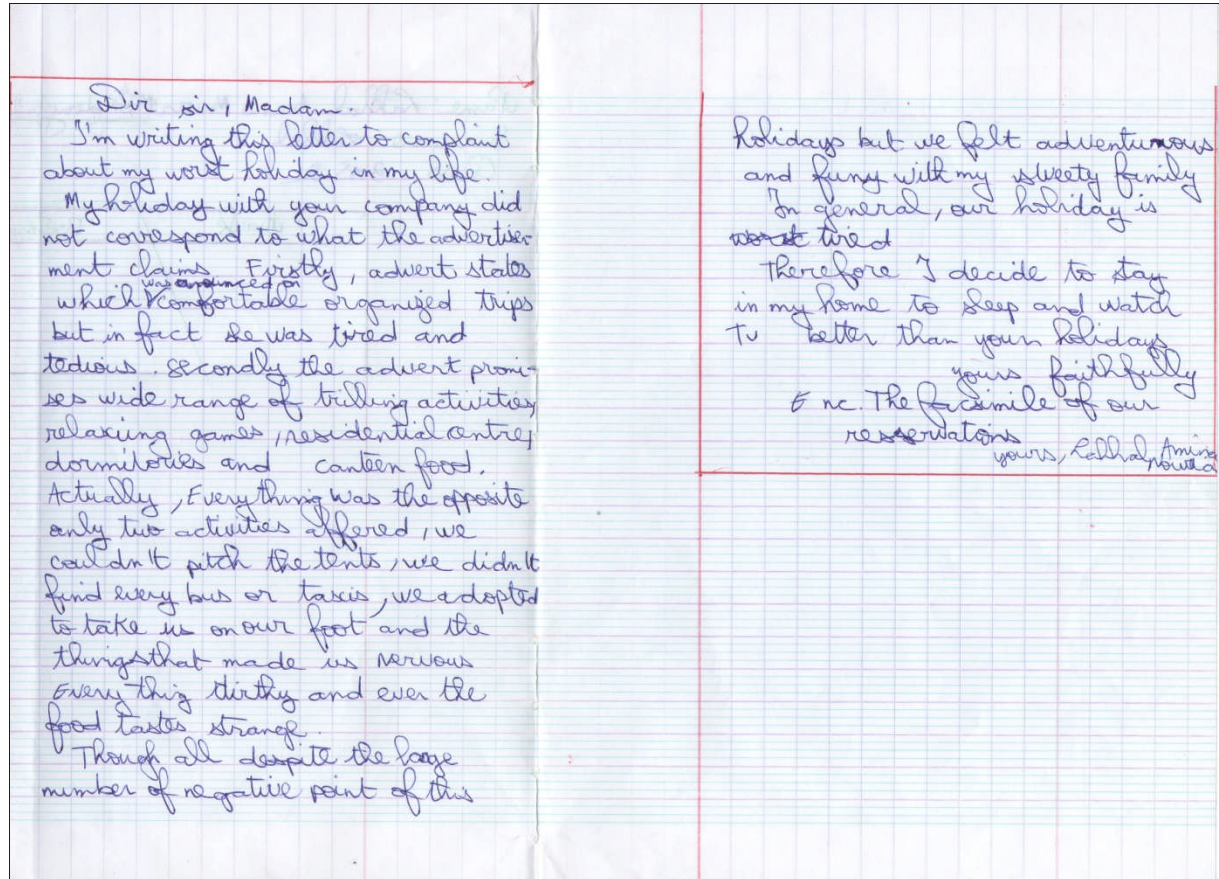 Dir sir, Madam.
I'm writing this letter to complaint
about my worst holiday in my life.
My holiday with your company did
not correspond to what the advertise-
ment claims. Firstly, advert states
which was anounced on comfortable organized trips
but in fact she was tired and
tedious. Secondly the advert promi-
ses wide range of trilling activities,
relaxing games, residential centre,
dormitories and canteen food.
Actually, Everything was the opposite
only two activities offered, we
couldn't pitch the tents, we didn't
find every bus or taxis, we adopted
to take us on our foot and the
things that made us nervous
Every thing dirthy and even the
food tastes strange.
Though all despite the large
number of negative point of this
holidays but we felt adventurous
and funy with my sweety family
In general, our holiday is
tired
Therefore I decide to stay
in my home to sleep and watch
TV better than your holidays
yours faithfully
Enc. The facsimile of our
reservations
yours, Amina